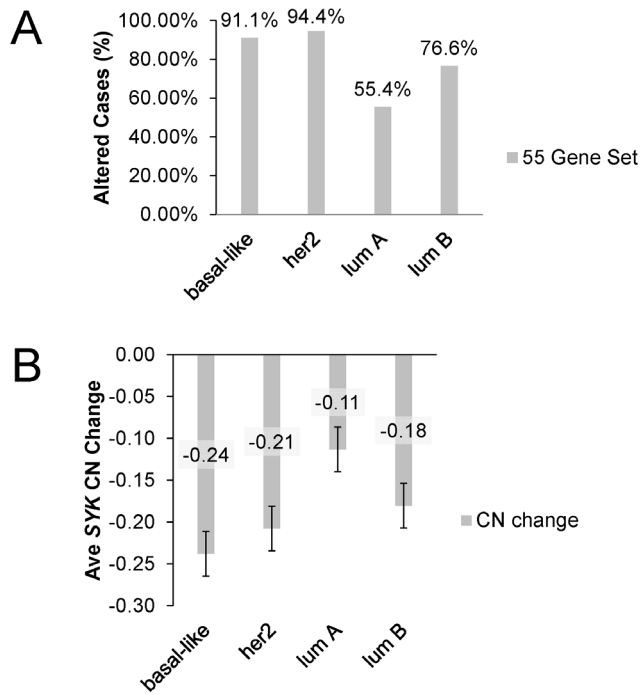 A
Altered Cases (%)
100.00%
80.00%
60.00%
40.00%
20.00%
0.00%
91.1%
94.4%
55.4%
76.6%
basal-like
her2
lum A
lum B
55 Gene Set
B
Ave SYK CN Change
0.00
-0.05
-0.10
-0.15
-0.20
-0.25
-0.30
-0.24
-0.21
-0.11
-0.18
basal-like
her2
lum A
lum B
CN change